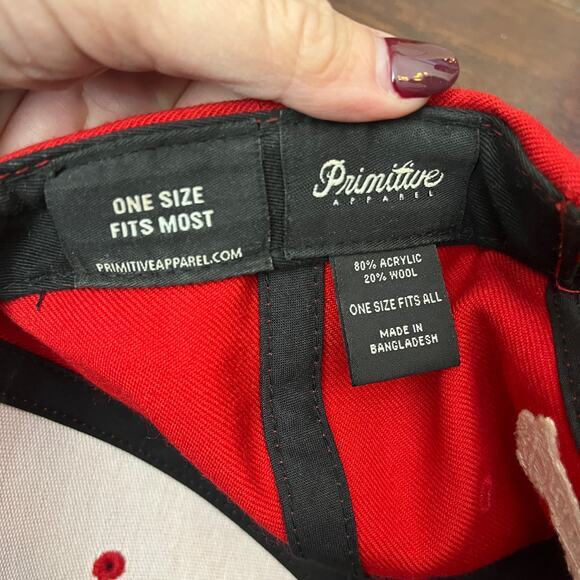 ONE SIZE
FITS MOST
PRIMITIVEAPPAREL.COM
Primitive
APPAREL
80% ACRYLIC
20% WOOL
ONE SIZE FITS ALL
MADE IN
BANGLADESH